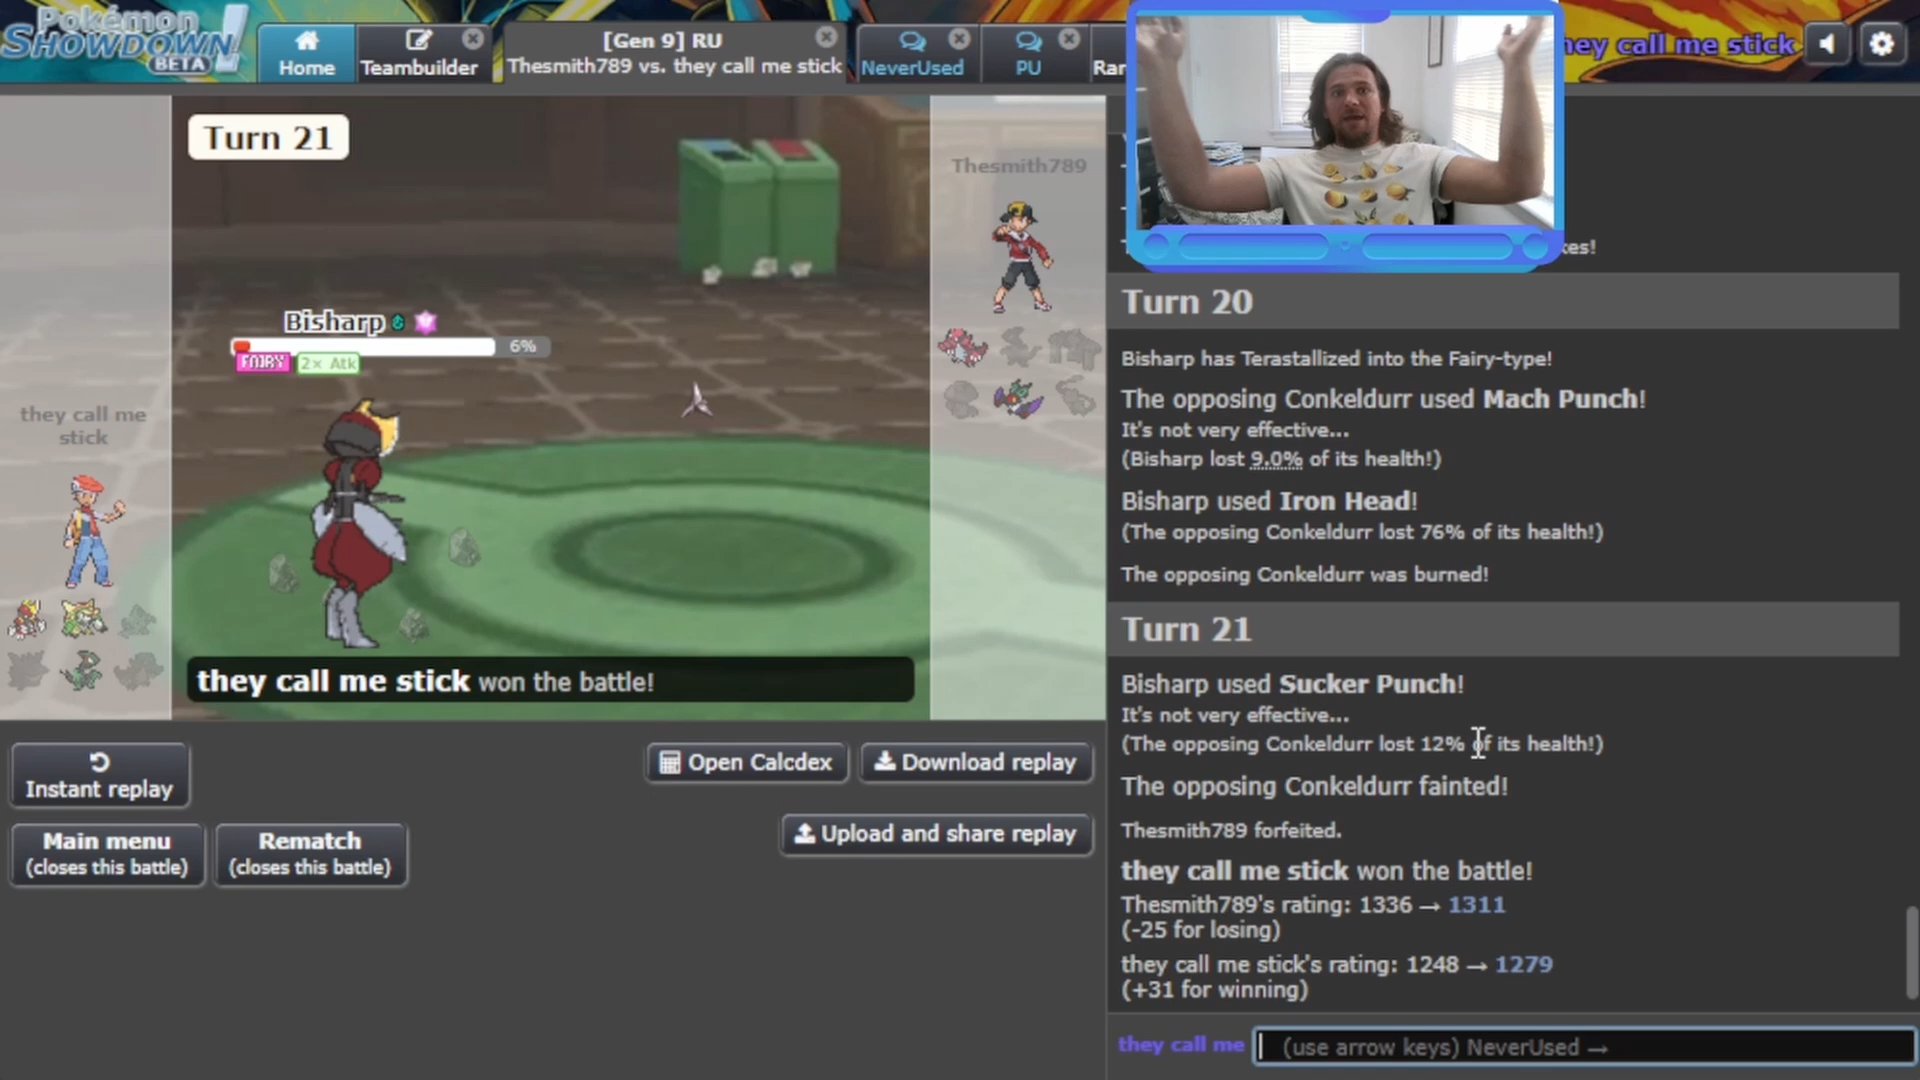 Pokémon
SHOWDOWN!
BETA
Home
Teambuilder
[Gen 9] RU
Thesmith789 vs. they call me stick
NeverUsed
PU
Ran
hey call me stick
Turn 21
Thesmith789
Bisharp
6%
FAIRY
2× Atk
they call me
stick
they call me stick won the battle!
Instant replay
Open Calcdex
Download replay
Upload and share replay
Main menu
(closes this battle)
Rematch
(closes this battle)
kes!
Turn 20
Bisharp has Terastallized into the Fairy-type!
The opposing Conkeldurr used Mach Punch!
It's not very effective...
(Bisharp lost 9.0% of its health!)
Bisharp used Iron Head!
(The opposing Conkeldurr lost 76% of its health!)
The opposing Conkeldurr was burned!
Turn 21
Bisharp used Sucker Punch!
It's not very effective...
(The opposing Conkeldurr lost 12% of its health!)
The opposing Conkeldurr fainted!
Thesmith789 forfeited.
they call me stick won the battle!
Thesmith789's rating: 1336 → 1311
(-25 for losing)
they call me stick's rating: 1248 → 1279
(+31 for winning)
they call me
(use arrow keys) NeverUsed →